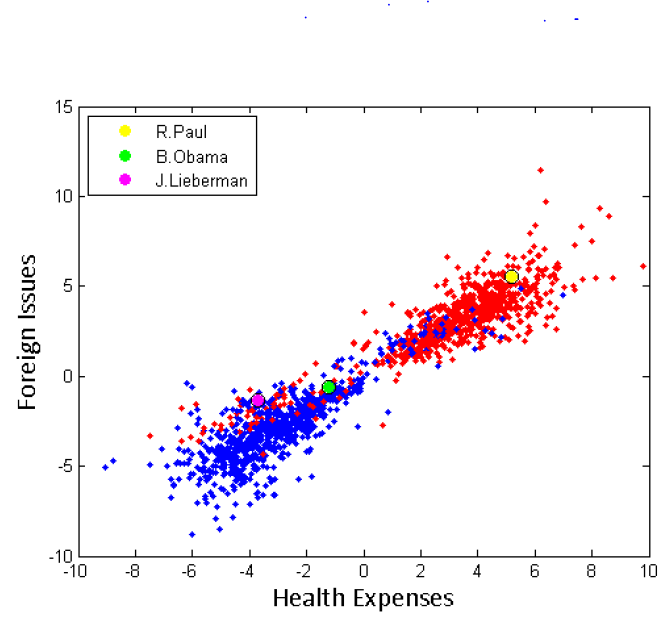 15
R.Paul
B.Obama
J.Lieberman
10
5
0
-5
-10
Foreign Issues
-10 -8 -6 -4 -2 0 2 4 6 8 10
Health Expenses